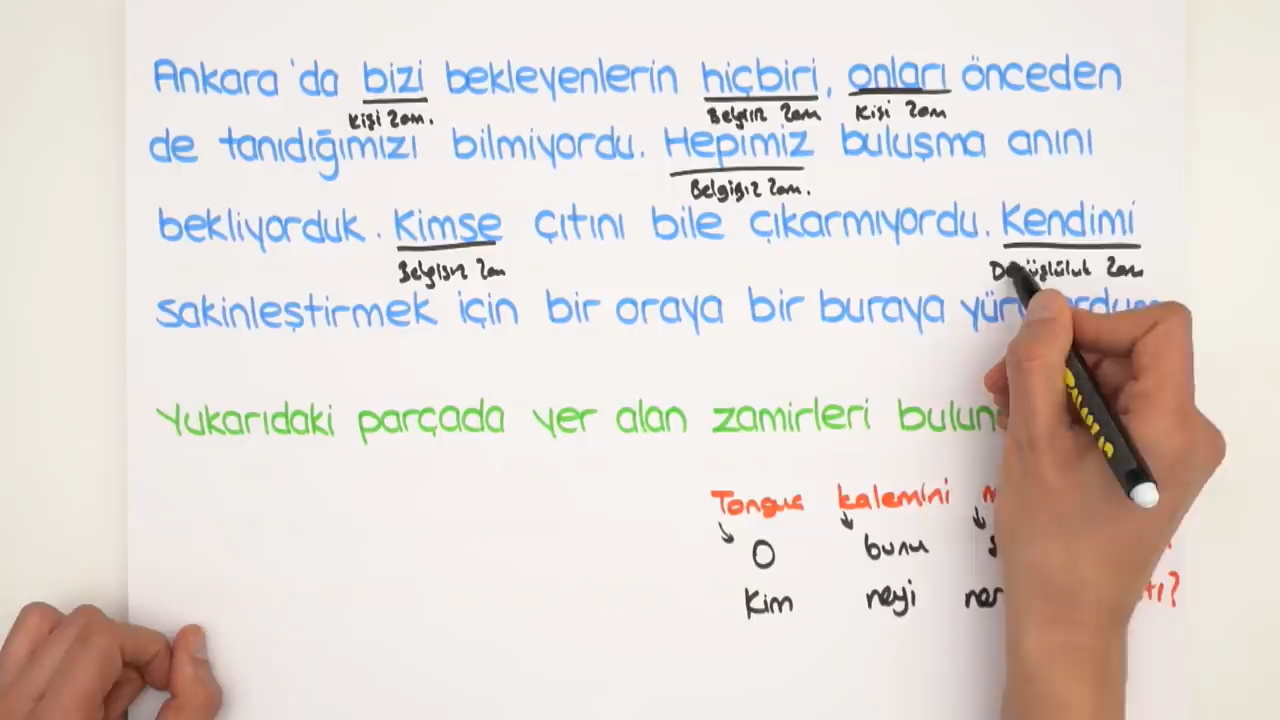 Ankara'da bizi bekleyenlerin hiçbiri, onları önceden
Kişi Zam. Belgsiz Zam Kişi Zam
de tanıdığımızı bilmiyordu. Hepimiz buluşma anını
Belgisiz Zam.
bekliyorduk. Kimse çıtını bile çıkarmıyordu. Kendimi
Belgisiz Zam Zam
sakinleştirmek için bir oraya bir buraya
Yukarıdaki parçada yer alan zamirleri
Tonguç kalemini
O bunu
Kim neyi